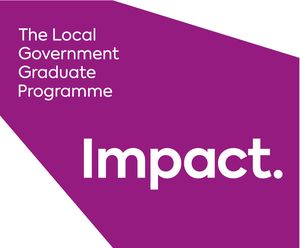 The Local
Government
Graduate
Programme
Impact.